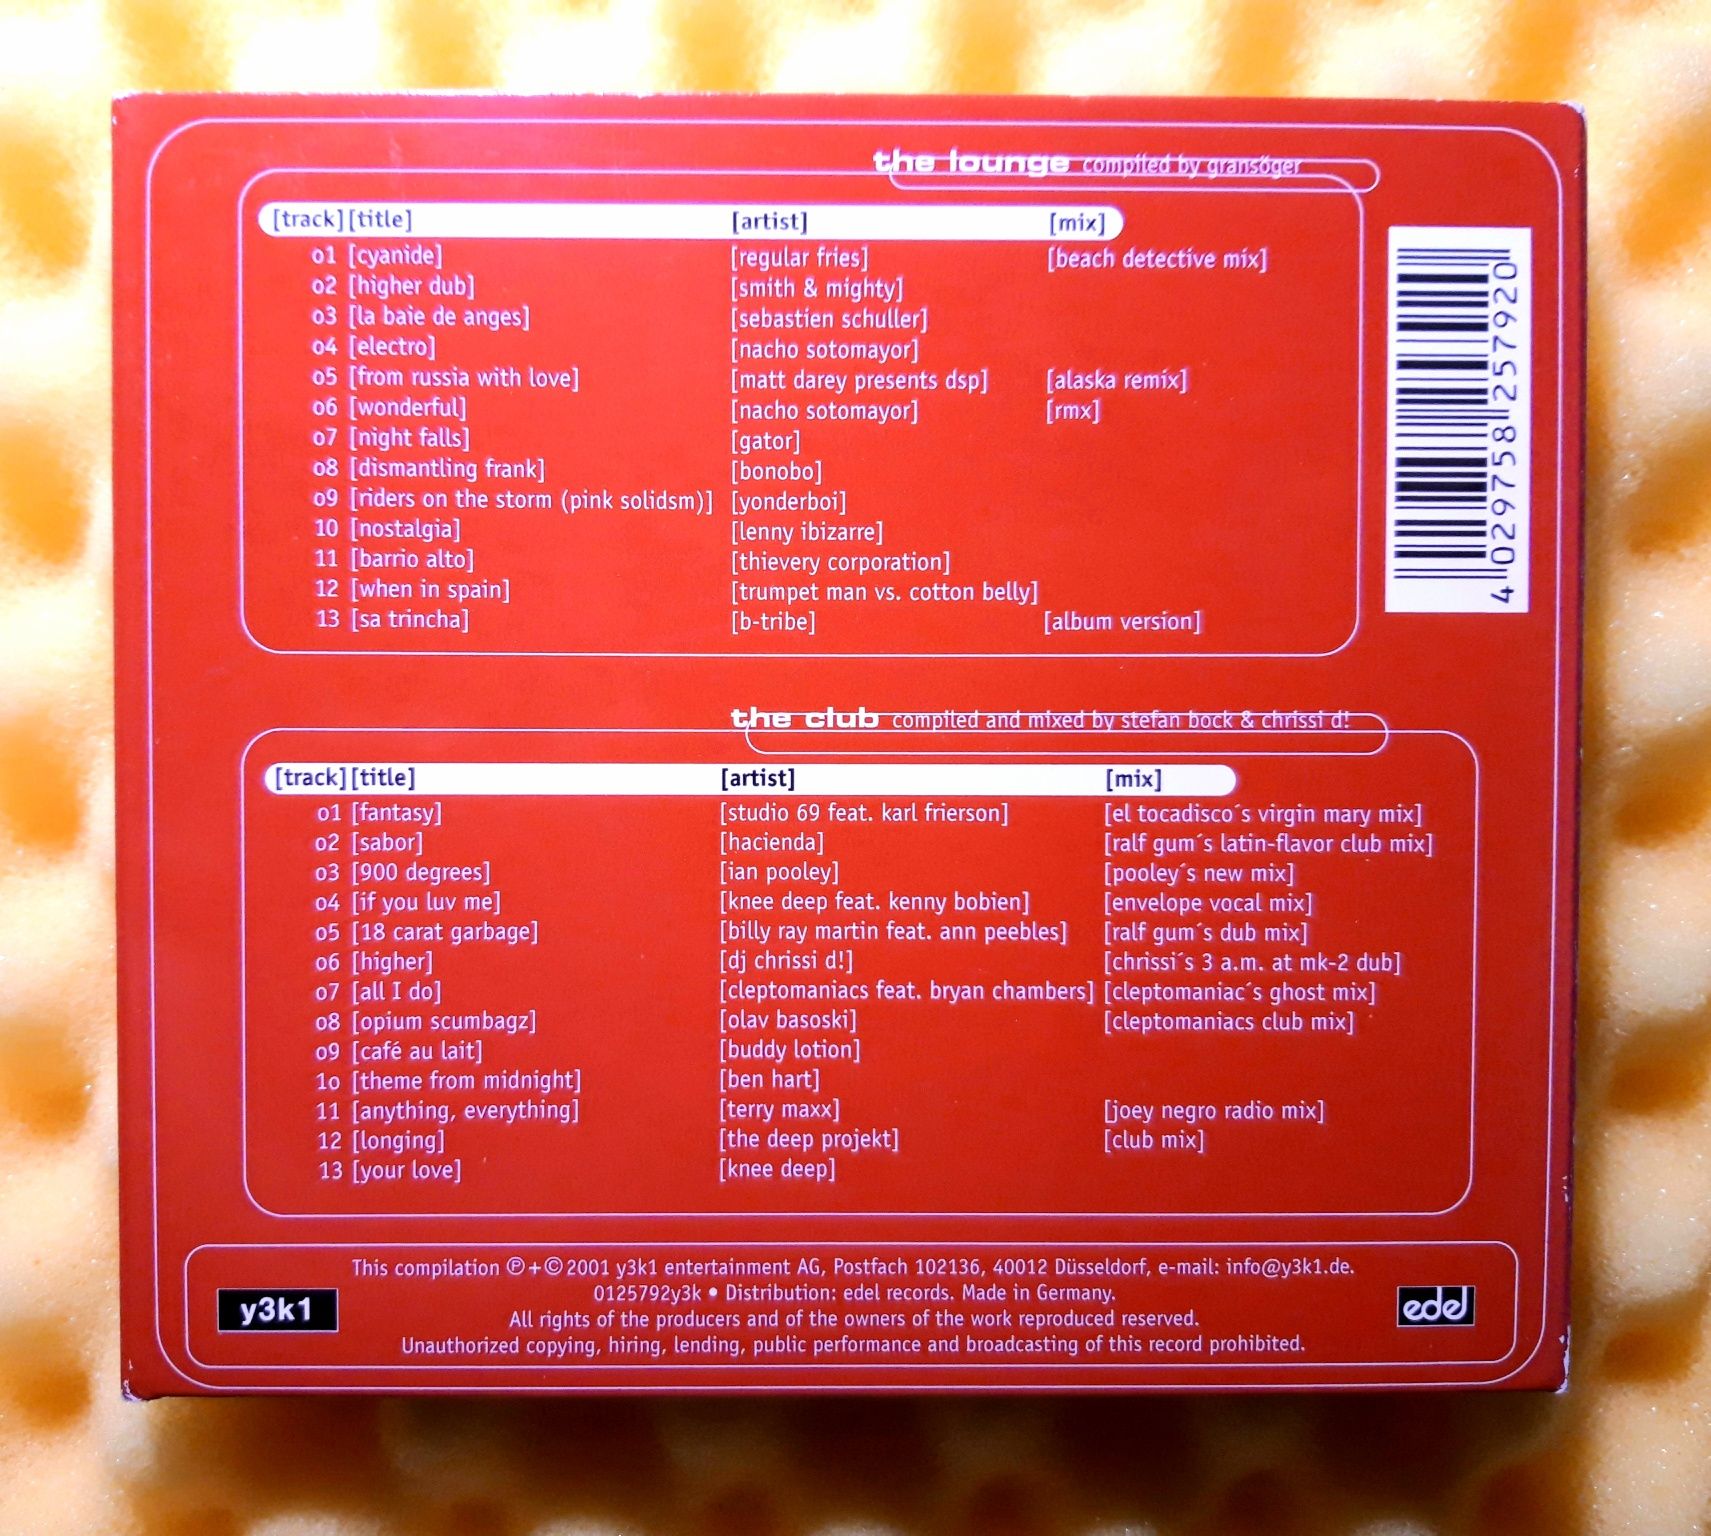 the lounge compiled by gransöger
[track] [title] [artist] [mix]
o1 [cyanide] [regular fries] [beach detective mix]
o2 [higher dub] [smith & mighty]
o3 [la baie de anges] [sebastien schuller]
o4 [electro] [nacho sotomayor]
o5 [from russia with love] [matt darey presents dsp] [alaska remix]
o6 [wonderful] [nacho sotomayor] [rmx]
o7 [night falls] [gator]
o8 [dismantling frank] [bonobo]
o9 [riders on the storm (pink solidsm)] [yonderboi]
10 [nostalgia] [lenny ibizarre]
11 [barrio alto] [thievery corporation]
12 [when in spain] [trumpet man vs. cotton belly]
13 [sa trincha] [b-tribe] [album version]
4 029758 257920
the club compiled and mixed by stefan bock & chrissi d!
[track] [title] [artist] [mix]
o1 [fantasy] [studio 69 feat. karl frierson] [el tocadisco´s virgin mary mix]
o2 [sabor] [hacienda] [ralf gum´s latin-flavor club mix]
o3 [900 degrees] [ian pooley] [pooley´s new mix]
o4 [if you luv me] [knee deep feat. kenny bobien] [envelope vocal mix]
o5 [18 carat garbage] [billy ray martin feat. ann peebles] [ralf gum´s dub mix]
o6 [higher] [dj chrissi d!] [chrissi´s 3 a.m. at mk-2 dub]
o7 [all I do] [cleptomaniacs feat. bryan chambers] [cleptomaniac´s ghost mix]
o8 [opium scumbagz] [olav basoski] [cleptomaniacs club mix]
o9 [café au lait] [buddy lotion]
1o [theme from midnight] [ben hart]
11 [anything, everything] [terry maxx] [joey negro radio mix]
12 [longing] [the deep projekt] [club mix]
13 [your love] [knee deep]
This compilation ℗+©2001 y3k1 entertainment AG, Postfach 102136, 40012 Düsseldorf, e-mail: info@y3k1.de.
0125792y3k • Distribution: edel records. Made in Germany.
All rights of the producers and of the owners of the work reproduced reserved.
Unauthorized copying, hiring, lending, public performance and broadcasting of this record prohibited.
y3k1
edel